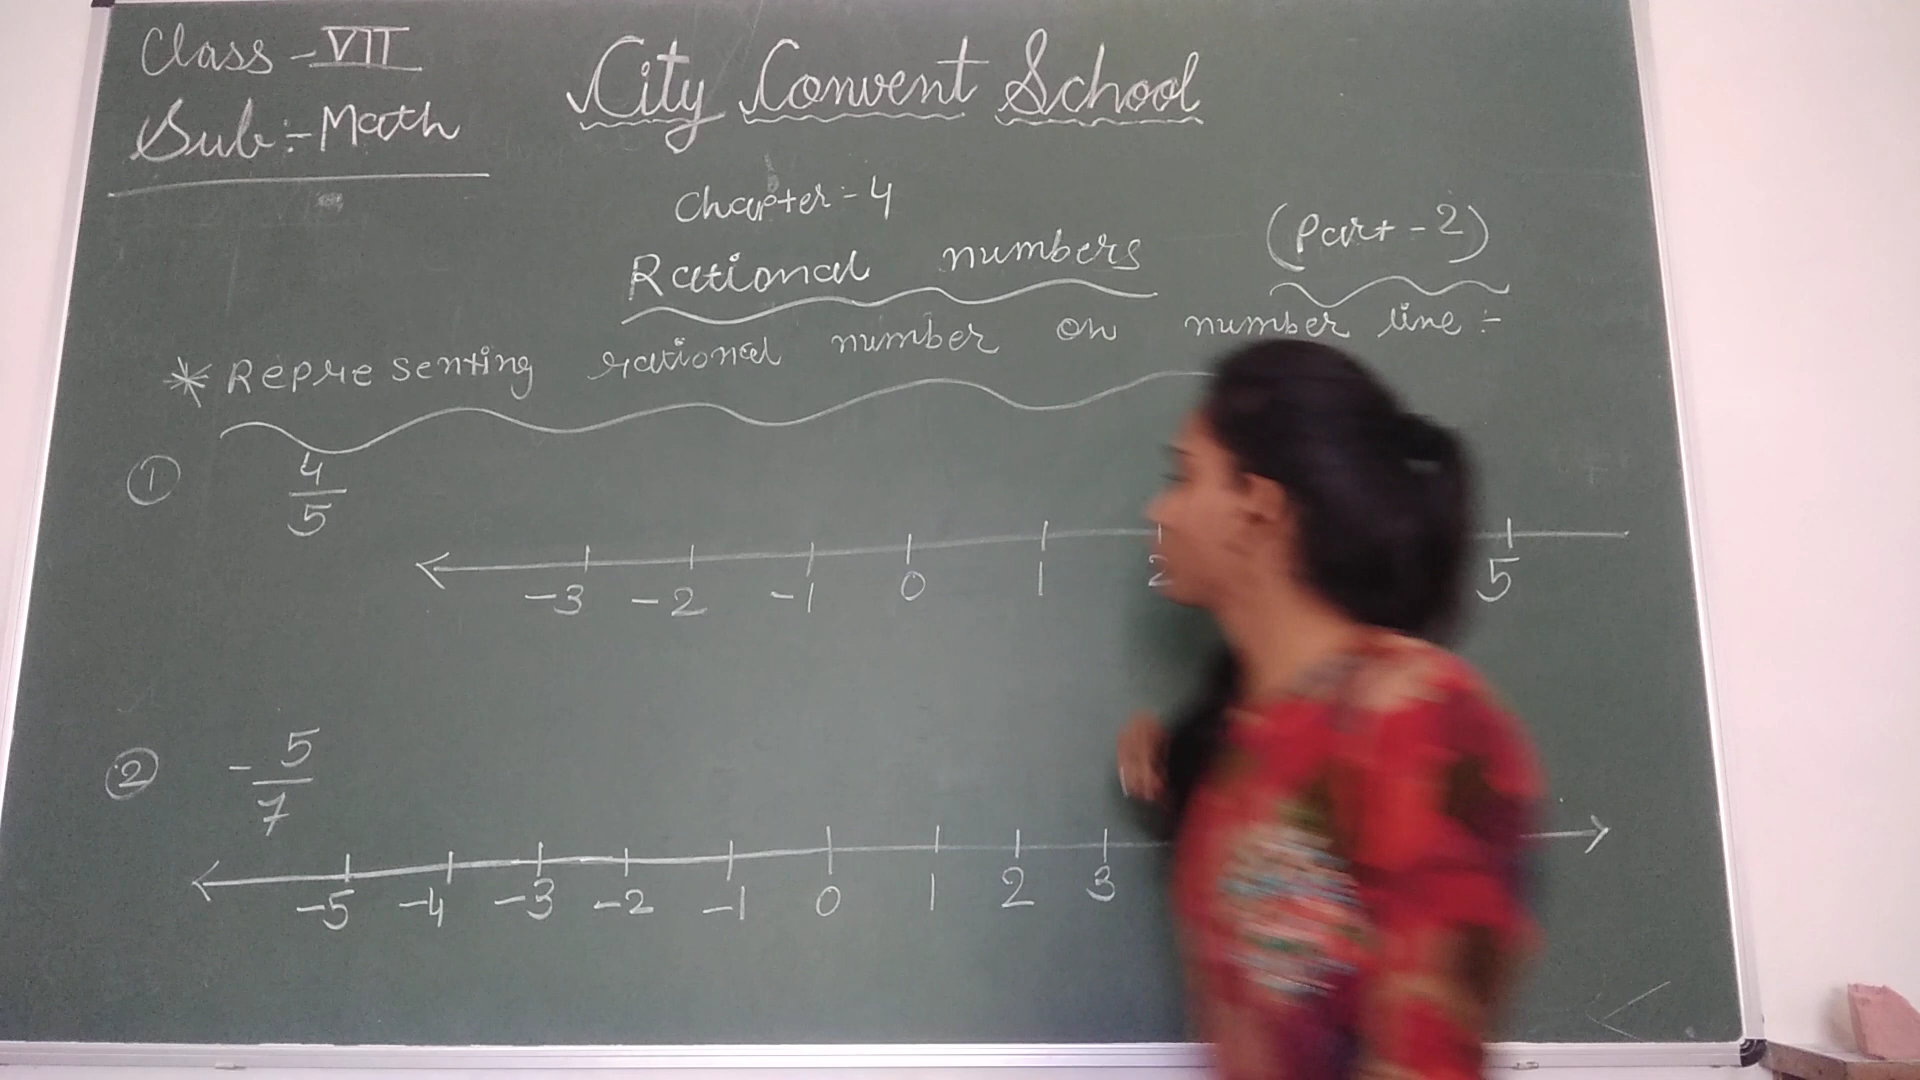 Class - VII
Sub:- Math
City Convent School
Chapter - 4
Rational numbers (Part - 2)
* Representing rational number on number line :-
① 4/5
-3 -2 -1 0 1 2 5
② -5/7
-5 -4 -3 -2 -1 0 1 2 3